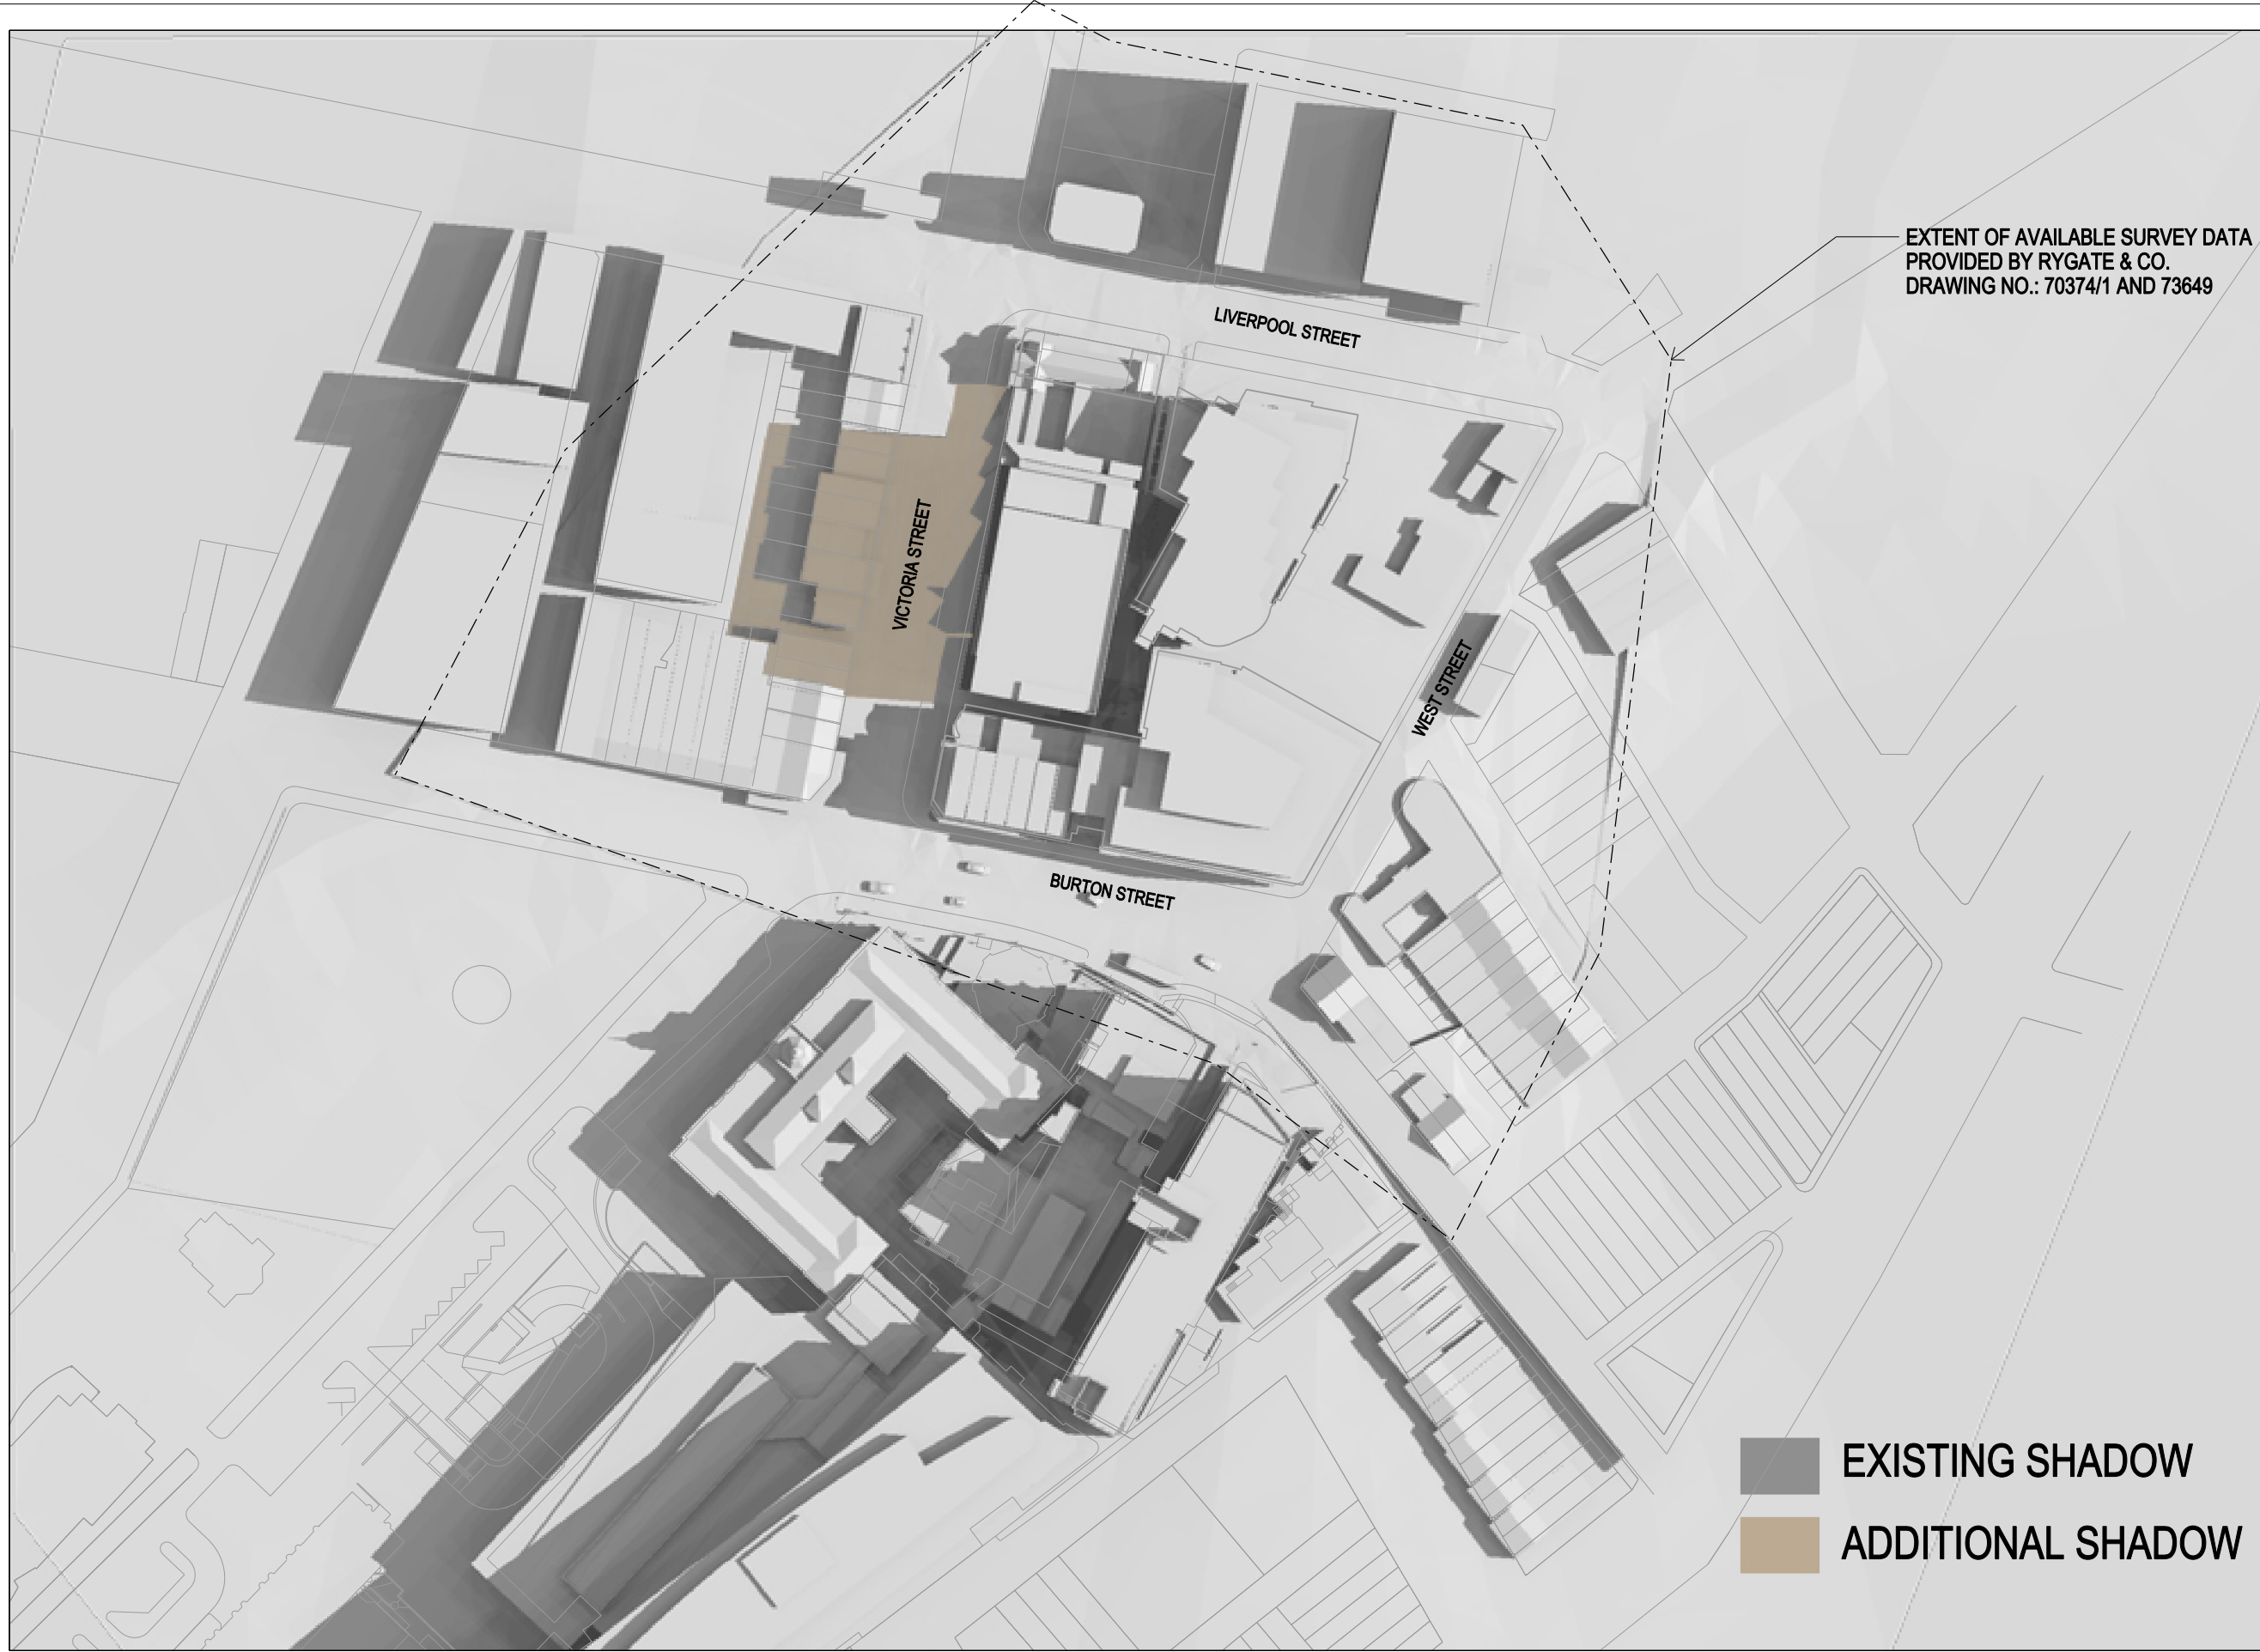 EXTENT OF AVAILABLE SURVEY DATA
PROVIDED BY RYGATE & CO.
DRAWING NO.: 70374/1 AND 73649
LIVERPOOL STREET
VICTORIA STREET
WEST STREET
BURTON STREET
EXISTING SHADOW
ADDITIONAL SHADOW